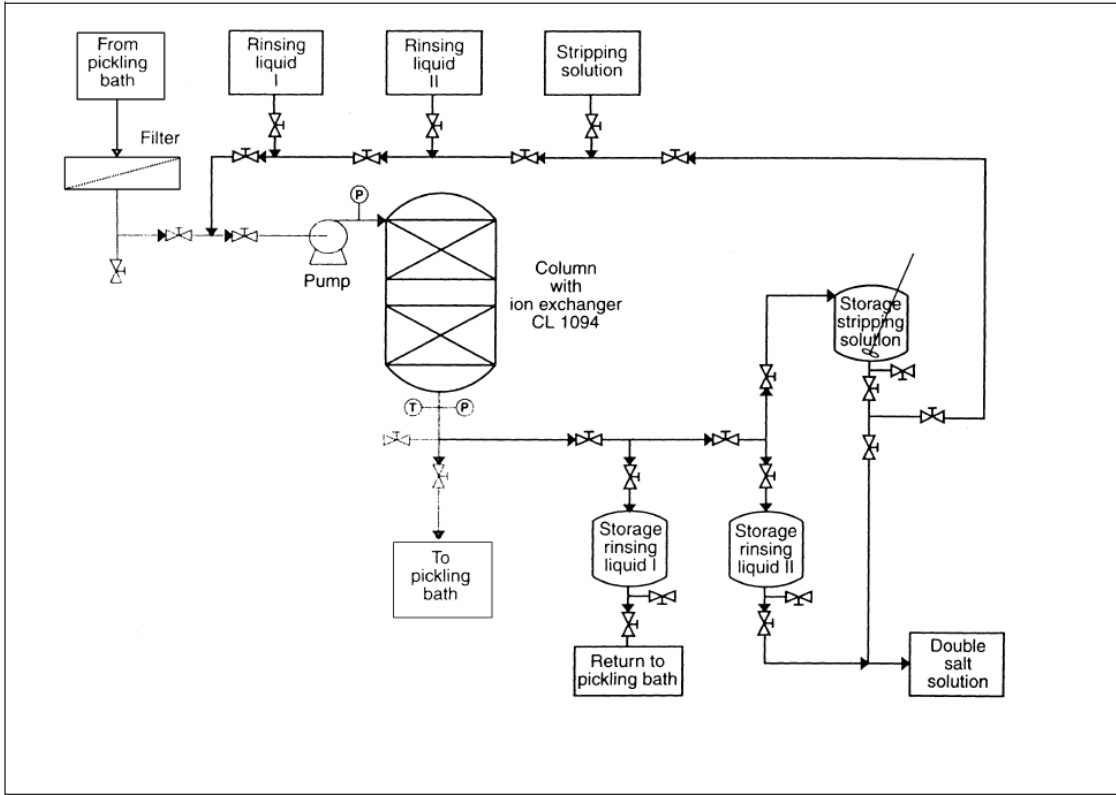 From
pickling
bath
Rinsing
liquid
I
Rinsing
liquid
II
Stripping
solution
Filter
P
Pump
Column
with
ion exchanger
CL 1094
Storage
stripping
solution
T
P
To
pickling
bath
Storage
rinsing
liquid I
Storage
rinsing
liquid II
Return to
pickling bath
Double
salt
solution